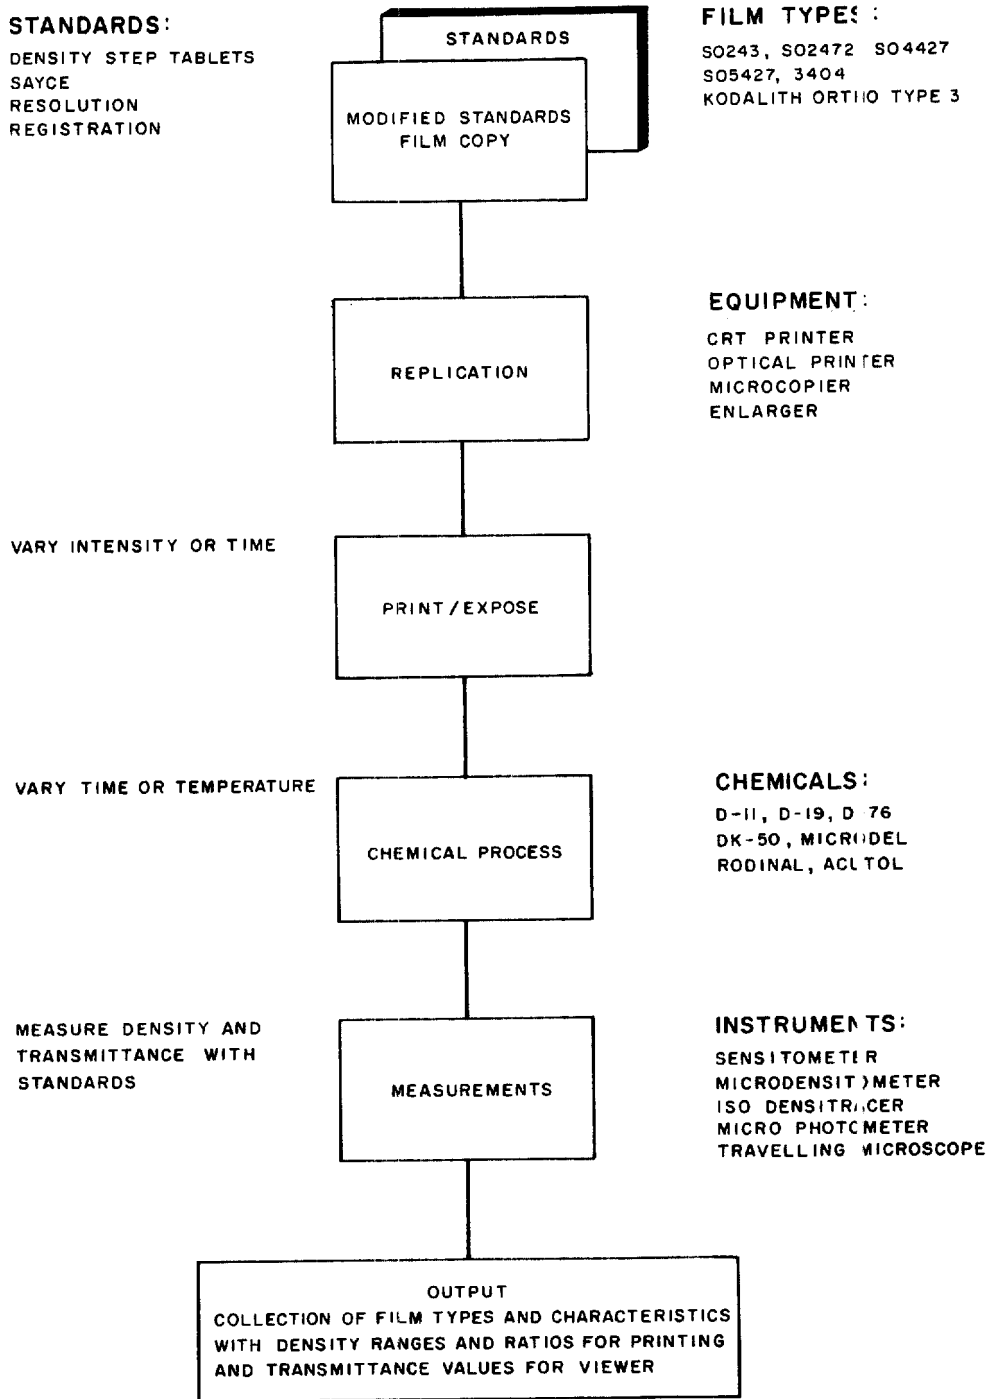 STANDARDS:
DENSITY STEP TABLETS
SAYCE
RESOLUTION
REGISTRATION
STANDARDS
MODIFIED STANDARDS
FILM COPY
FILM TYPES :
SO243, SO2472 SO4427
SO5427, 3404
KODALITH ORTHO TYPE 3
REPLICATION
EQUIPMENT:
CRT PRINTER
OPTICAL PRINTER
MICROCOPIER
ENLARGER
VARY INTENSITY OR TIME
PRINT/EXPOSE
VARY TIME OR TEMPERATURE
CHEMICAL PROCESS
CHEMICALS:
D-11, D-19, D 76
DK-50, MICRODEL
RODINAL, ACUTOL
MEASURE DENSITY AND
TRANSMITTANCE WITH
STANDARDS
MEASUREMENTS
INSTRUMENTS:
SENSITOMETER
MICRODENSITOMETER
ISO DENSITRACER
MICRO PHOTOMETER
TRAVELLING MICROSCOPE
OUTPUT
COLLECTION OF FILM TYPES AND CHARACTERISTICS
WITH DENSITY RANGES AND RATIOS FOR PRINTING
AND TRANSMITTANCE VALUES FOR VIEWER